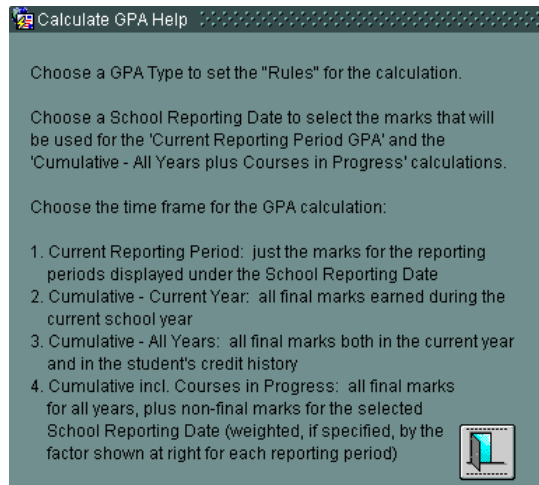 Calculate GPA Help
Choose a GPA Type to set the "Rules" for the calculation.
Choose a School Reporting Date to select the marks that will
be used for the 'Current Reporting Period GPA' and the
'Cumulative - All Years plus Courses in Progress' calculations.
Choose the time frame for the GPA calculation:
1. Current Reporting Period:  just the marks for the reporting
periods displayed under the School Reporting Date
2. Cumulative - Current Year:  all final marks earned during the
current school year
3. Cumulative - All Years:  all final marks both in the current year
and in the student's credit history
4. Cumulative incl. Courses in Progress:  all final marks
for all years, plus non-final marks for the selected
School Reporting Date (weighted, if specified, by the
factor shown at right for each reporting period)